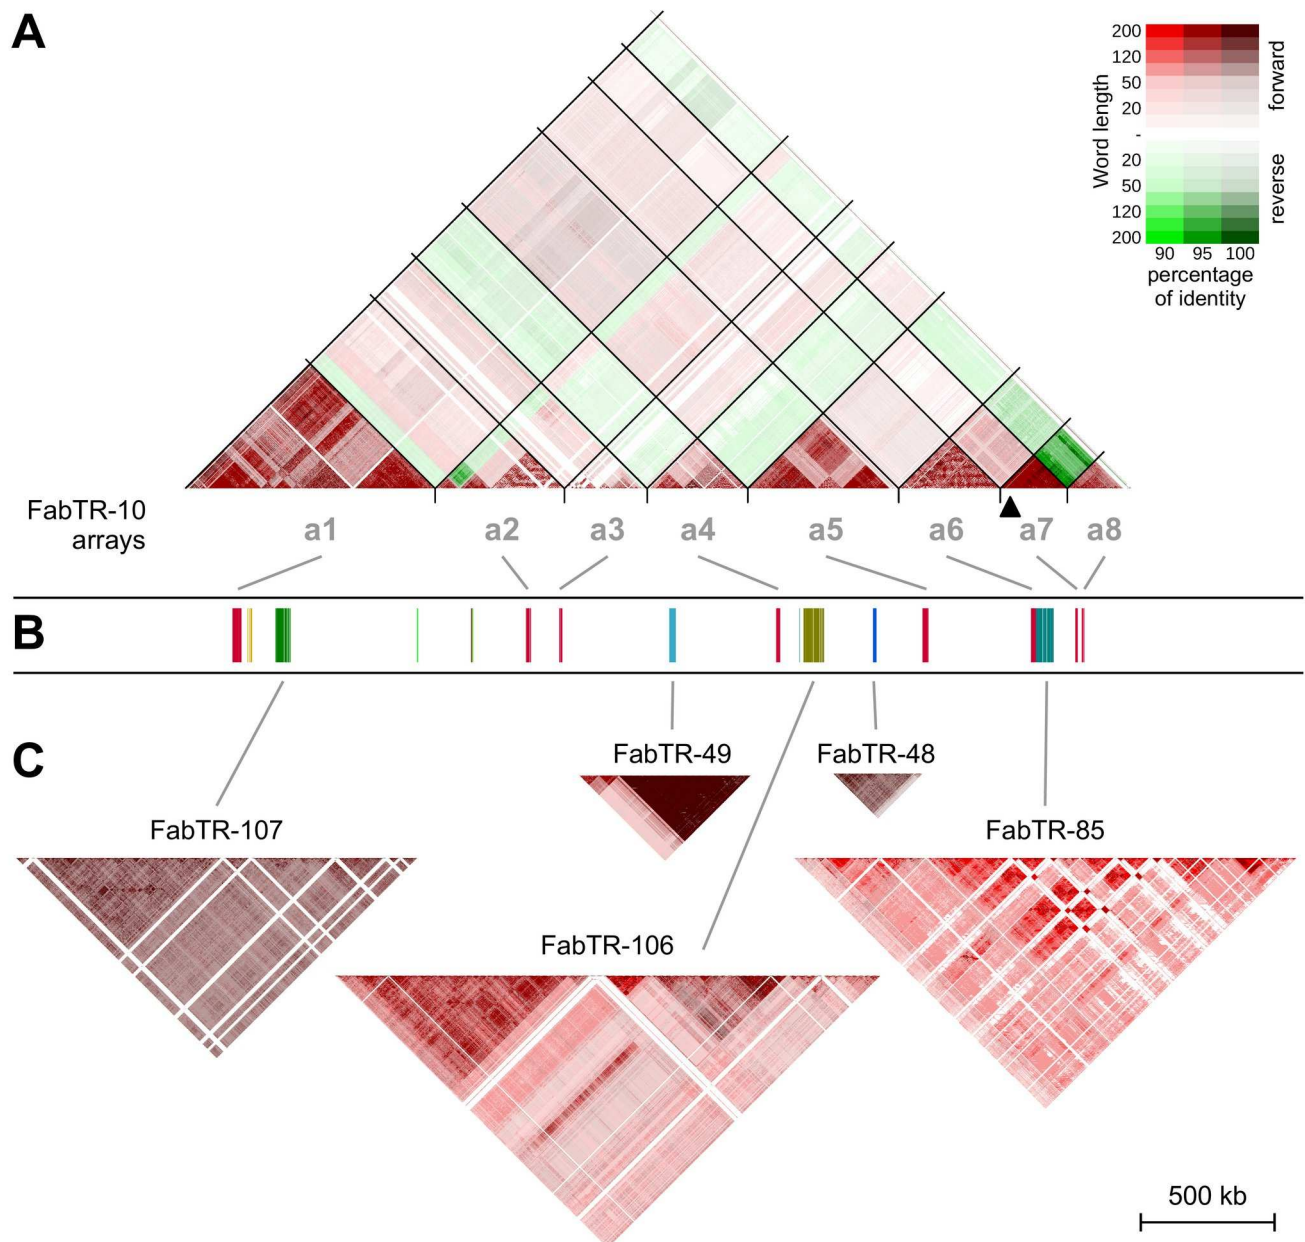 A
200
120
50
20
-
20
50
120
200
Word length
forward
reverse
90 95 100
percentage
of identity
FabTR-10
arrays
a1 a2 a3 a4 a5 a6 a7 a8
B
C
FabTR-49
FabTR-48
FabTR-107
FabTR-85
FabTR-106
500 kb